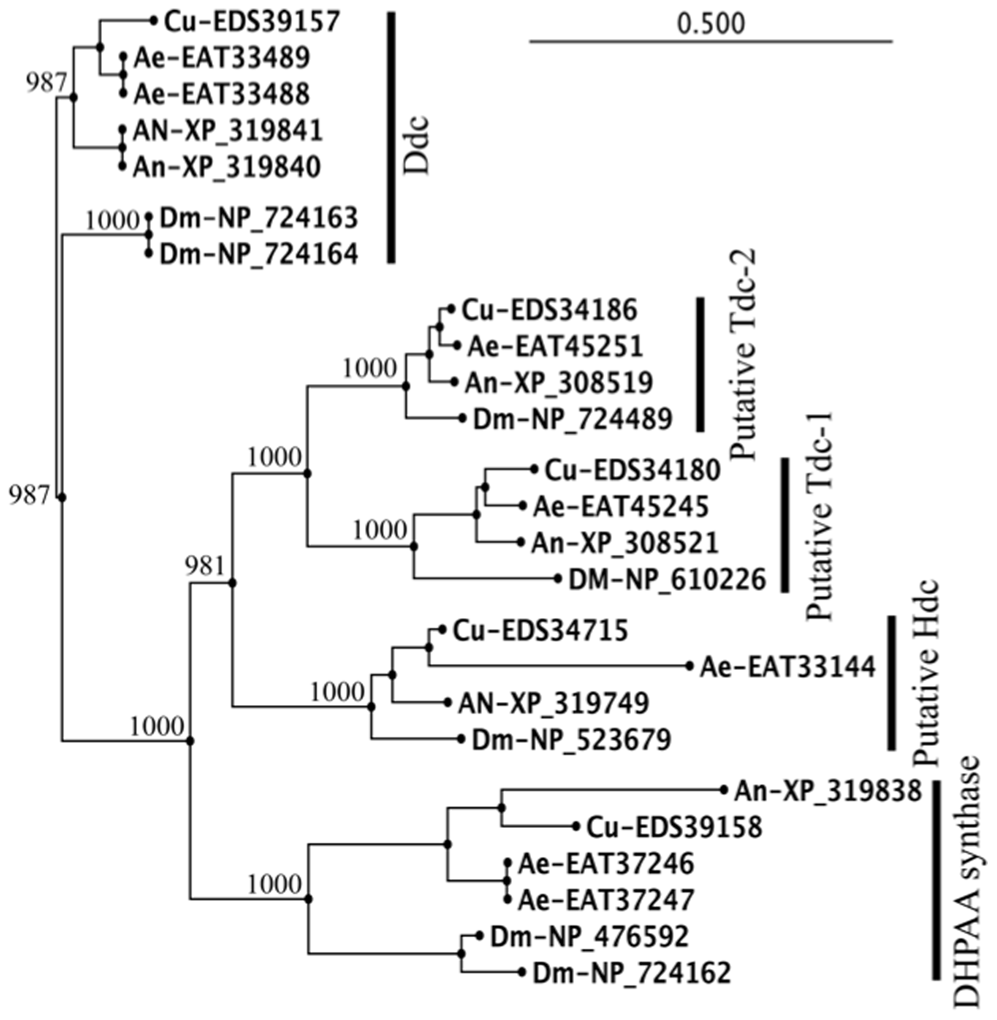 0.500
Cu-EDS39157
Ae-EAT33489
987
Ae-EAT33488
AN-XP_319841
An-XP_319840
Ddc
1000
Dm-NP_724163
Dm-NP_724164
Cu-EDS34186
Ae-EAT45251
1000
An-XP_308519
Dm-NP_724489
Putative Tdc-2
1000
Cu-EDS34180
987
Ae-EAT45245
1000
An-XP_308521
DM-NP_610226
Putative Tdc-1
981
Cu-EDS34715
Ae-EAT33144
1000
AN-XP_319749
Dm-NP_523679
Putative Hdc
1000
An-XP_319838
Cu-EDS39158
Ae-EAT37246
1000
Ae-EAT37247
Dm-NP_476592
Dm-NP_724162
DHPAA synthase